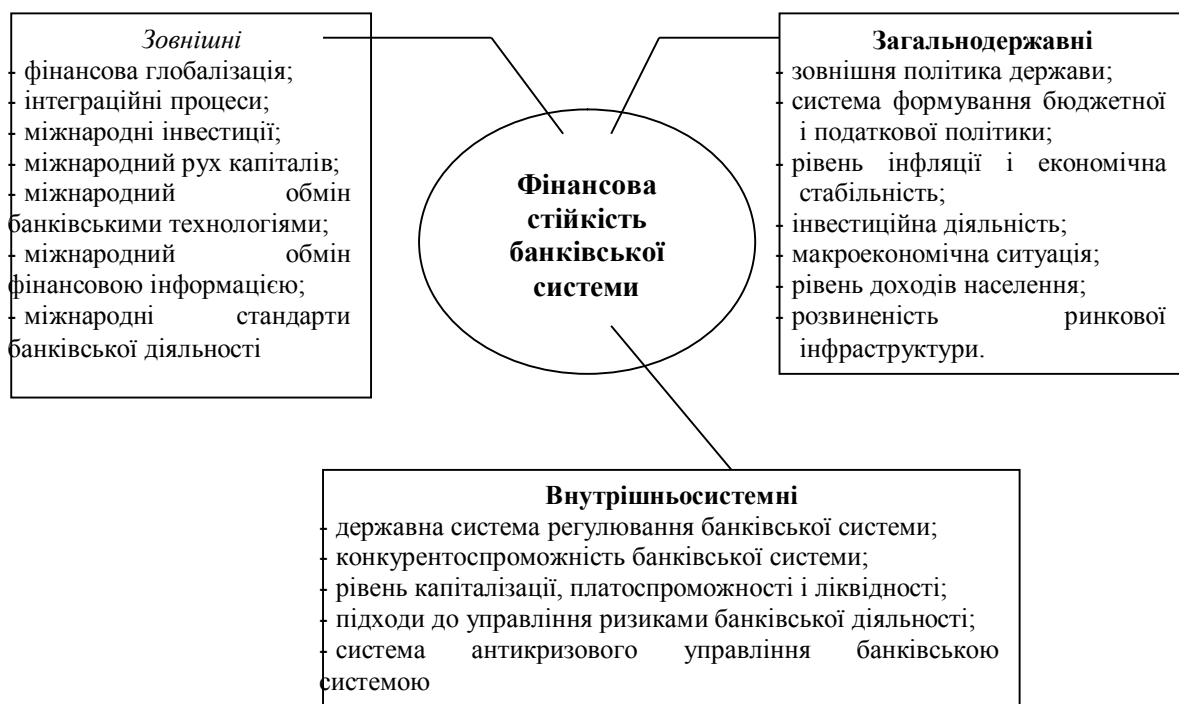 Зовнішні
- фінансова глобалізація;
- інтеграційні процеси;
- міжнародні інвестиції;
- міжнародний рух капіталів;
- міжнародний обмін
банківськими технологіями;
- міжнародний обмін
фінансовою інформацією;
- міжнародні стандарти
банківської діяльності
Фінансова
стійкість
банківської
системи
Загальнодержавні
- зовнішня політика держави;
- система формування бюджетної
і податкової політики;
- рівень інфляції і економічна
стабільність;
- інвестиційна діяльність;
- макроекономічна ситуація;
- рівень доходів населення;
- розвиненість ринкової
інфраструктури.
Внутрішньосистемні
- державна система регулювання банківської системи;
- конкурентоспроможність банківської системи;
- рівень капіталізації, платоспроможності і ліквідності;
- підходи до управління ризиками банківської діяльності;
- система антикризового управління банківською
системою